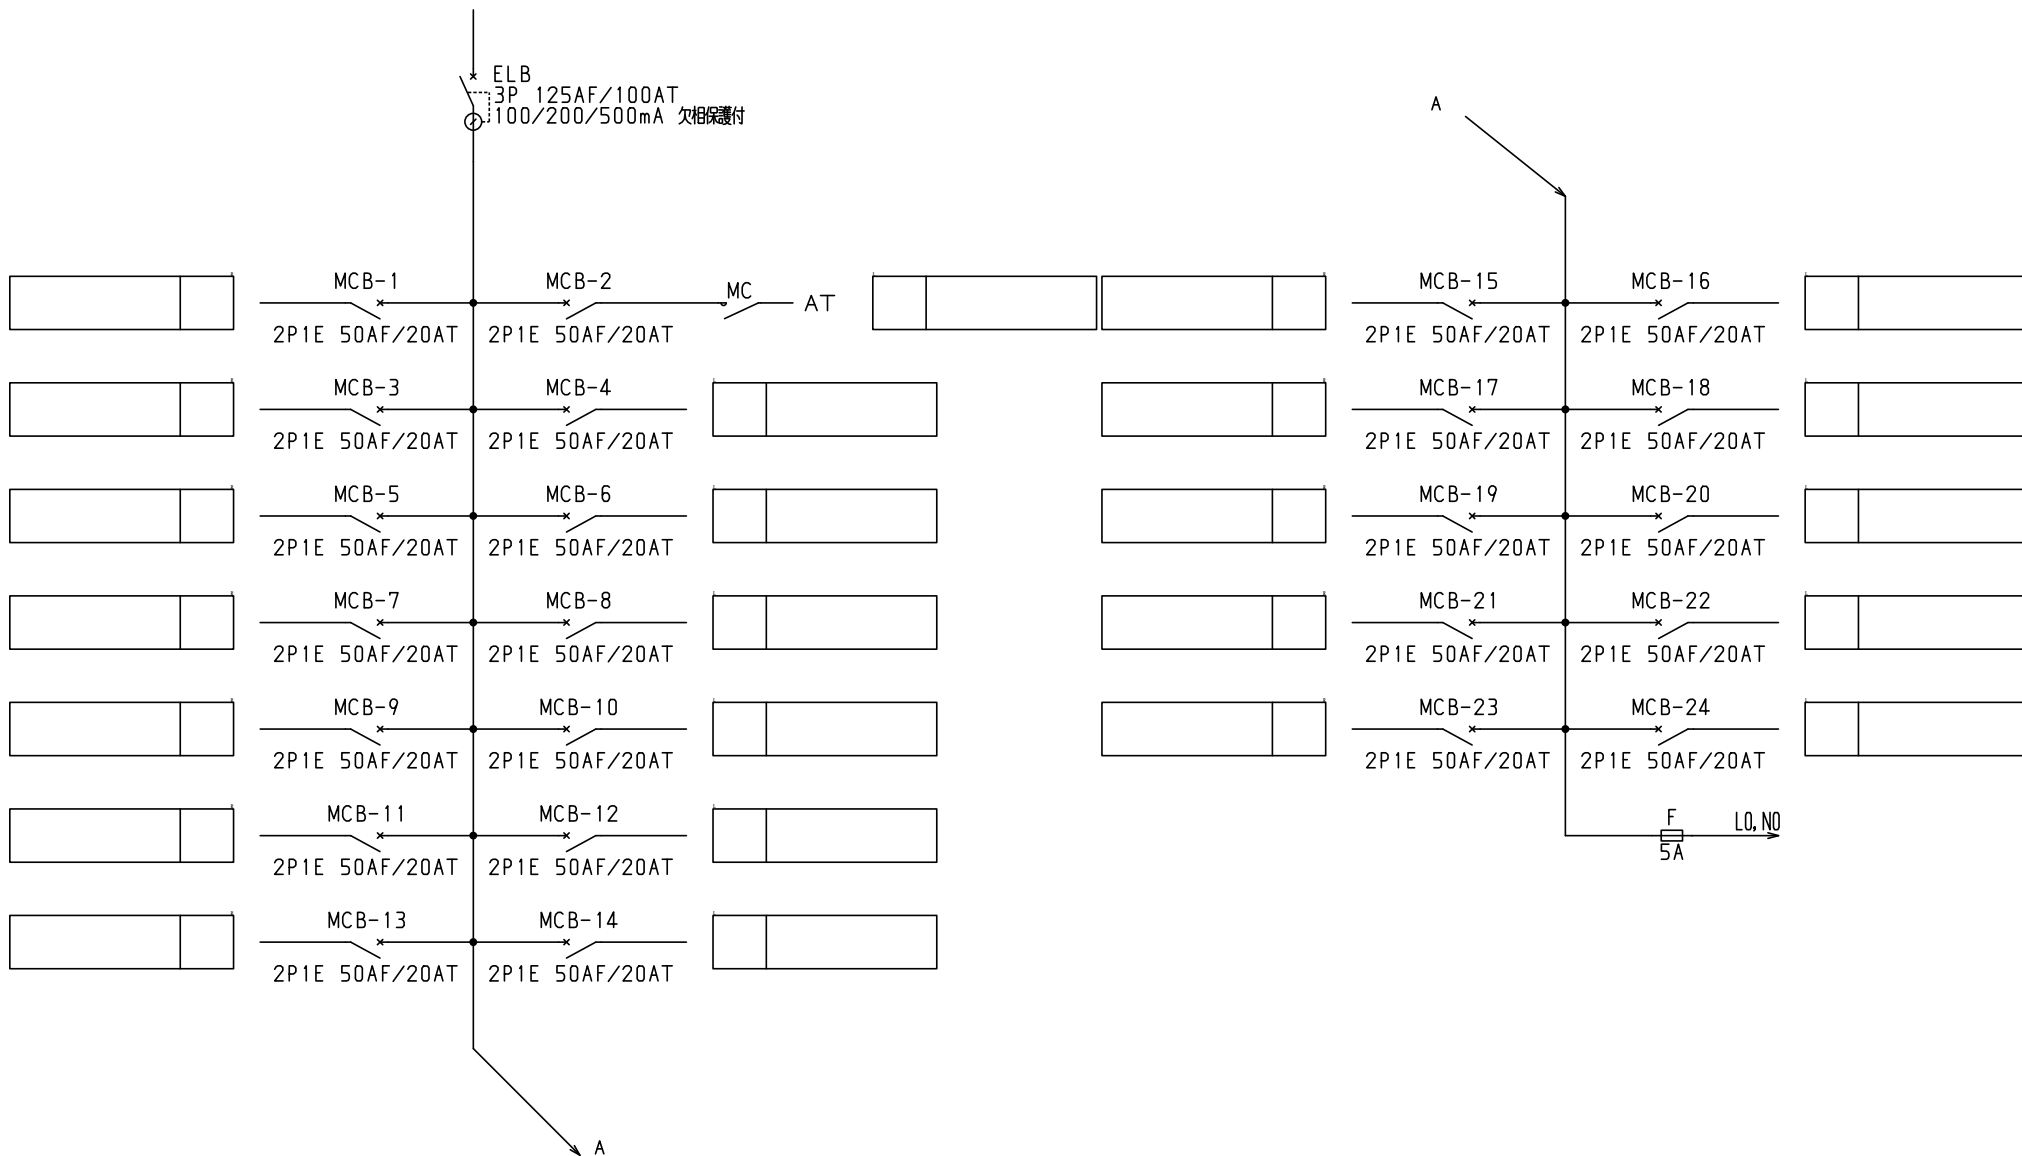 ELB
3P 125AF/100AT
100/200/500mA 欠相保護付
MCB-1
2P1E 50AF/20AT
MCB-2
2P1E 50AF/20AT
MC
AT
MCB-3
2P1E 50AF/20AT
MCB-4
2P1E 50AF/20AT
MCB-5
2P1E 50AF/20AT
MCB-6
2P1E 50AF/20AT
MCB-7
2P1E 50AF/20AT
MCB-8
2P1E 50AF/20AT
MCB-9
2P1E 50AF/20AT
MCB-10
2P1E 50AF/20AT
MCB-11
2P1E 50AF/20AT
MCB-12
2P1E 50AF/20AT
MCB-13
2P1E 50AF/20AT
MCB-14
2P1E 50AF/20AT
A
A
MCB-15
2P1E 50AF/20AT
MCB-16
2P1E 50AF/20AT
MCB-17
2P1E 50AF/20AT
MCB-18
2P1E 50AF/20AT
MCB-19
2P1E 50AF/20AT
MCB-20
2P1E 50AF/20AT
MCB-21
2P1E 50AF/20AT
MCB-22
2P1E 50AF/20AT
MCB-23
2P1E 50AF/20AT
MCB-24
2P1E 50AF/20AT
F
5A
L0,N0